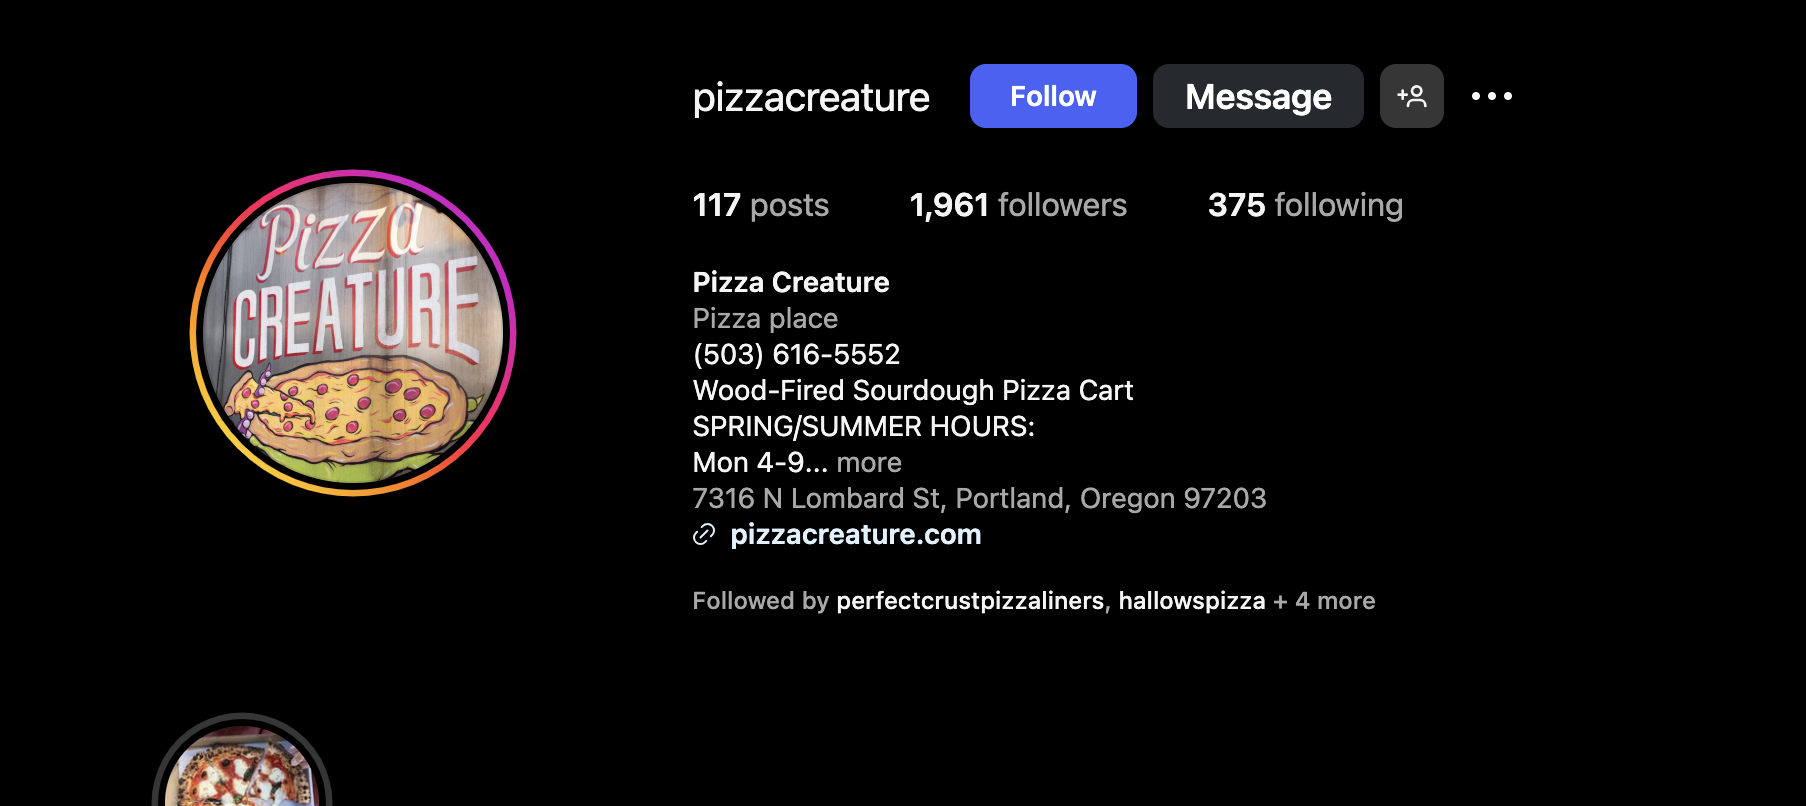 pizzacreature Follow Message
117 posts 1,961 followers 375 following
Pizza
CREATURE
Pizza Creature
Pizza place
(503) 616-5552
Wood-Fired Sourdough Pizza Cart
SPRING/SUMMER HOURS:
Mon 4-9... more
7316 N Lombard St, Portland, Oregon 97203
pizzacreature.com
Followed by perfectcrustpizzaliners, hallowspizza + 4 more